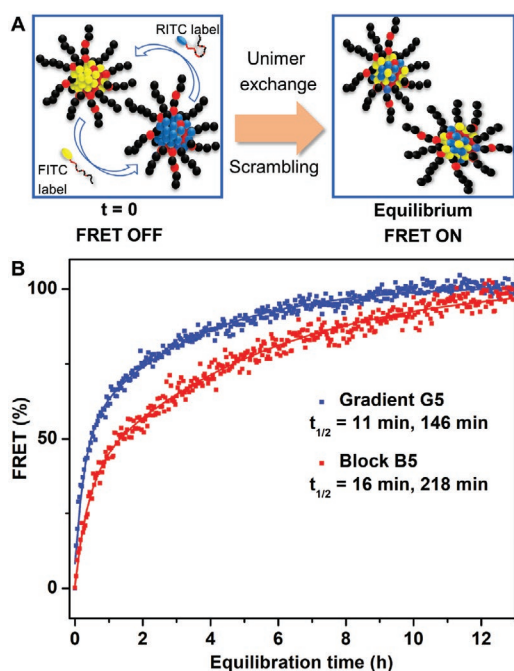 A
RITC label
FITC
label
t = 0
FRET OFF
Unimer
exchange
Scrambling
Equilibrium
FRET ON
B
FRET (%)
100
50
0
Gradient G5
t1/2 = 11 min, 146 min
Block B5
t1/2 = 16 min, 218 min
0 2 4 6 8 10 12
Equilibration time (h)